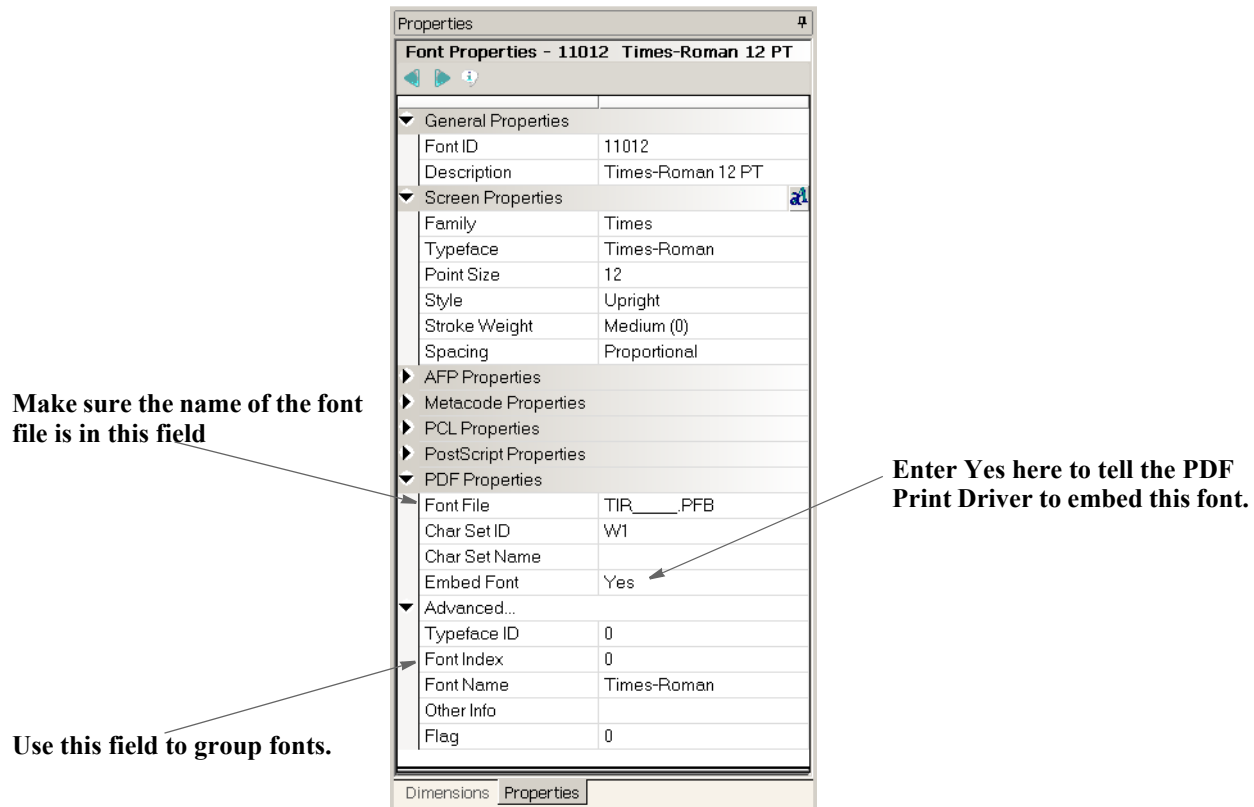 Properties
Font Properties - 11012 Times-Roman 12 PT
General Properties
Font ID 11012
Description Times-Roman 12 PT
Screen Properties
Family Times
Typeface Times-Roman
Point Size 12
Style Upright
Stroke Weight Medium (0)
Spacing Proportional
AFP Properties
Metacode Properties
PCL Properties
PostScript Properties
PDF Properties
Font File TIR_____.PFB
Char Set ID W1
Char Set Name
Embed Font Yes
Advanced...
Typeface ID 0
Font Index 0
Font Name Times-Roman
Other Info
Flag 0
Dimensions Properties
Make sure the name of the font
file is in this field
Use this field to group fonts.
Enter Yes here to tell the PDF
Print Driver to embed this font.